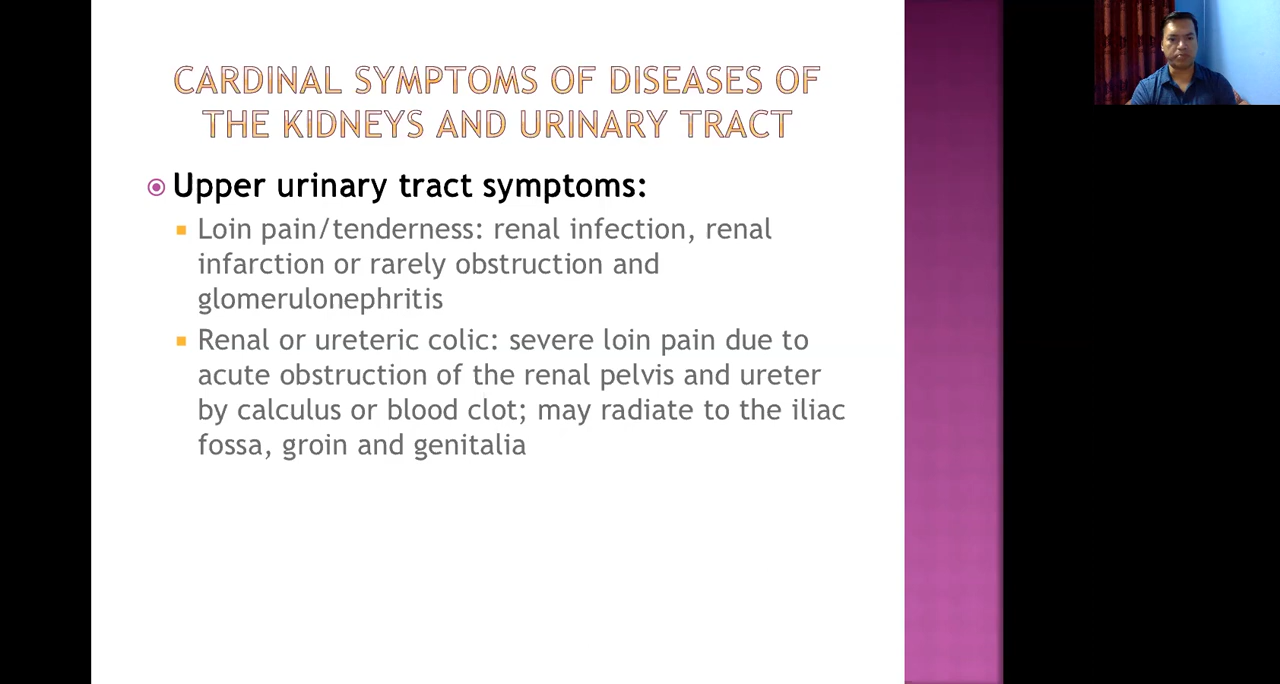 CARDINAL SYMPTOMS OF DISEASES OF
THE KIDNEYS AND URINARY TRACT
Upper urinary tract symptoms:
Loin pain/tenderness: renal infection, renal
infarction or rarely obstruction and
glomerulonephritis
Renal or ureteric colic: severe loin pain due to
acute obstruction of the renal pelvis and ureter
by calculus or blood clot; may radiate to the iliac
fossa, groin and genitalia